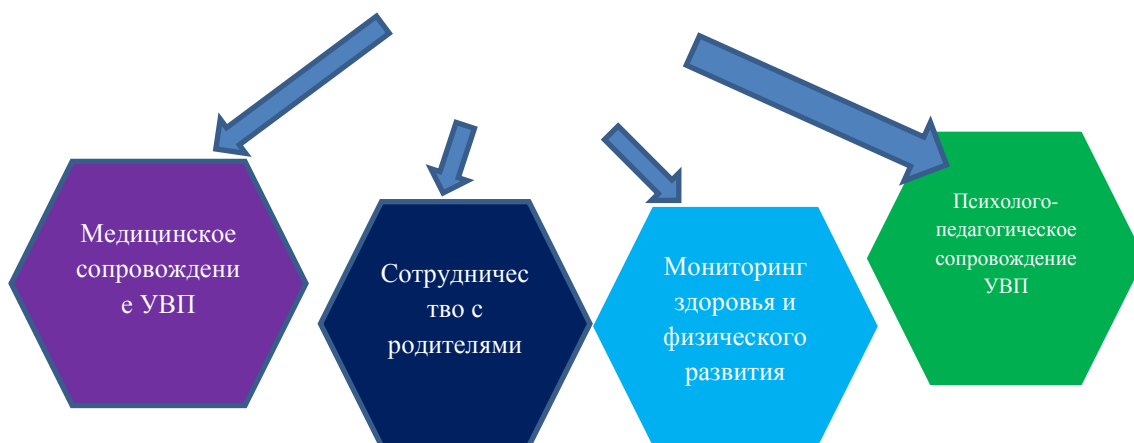 Медицинское
сопровождени
е УВП
Сотрудничес
тво с
родителями
Мониторинг
здоровья и
физического
развития
Психолого-
педагогическое
сопровождение
УВП